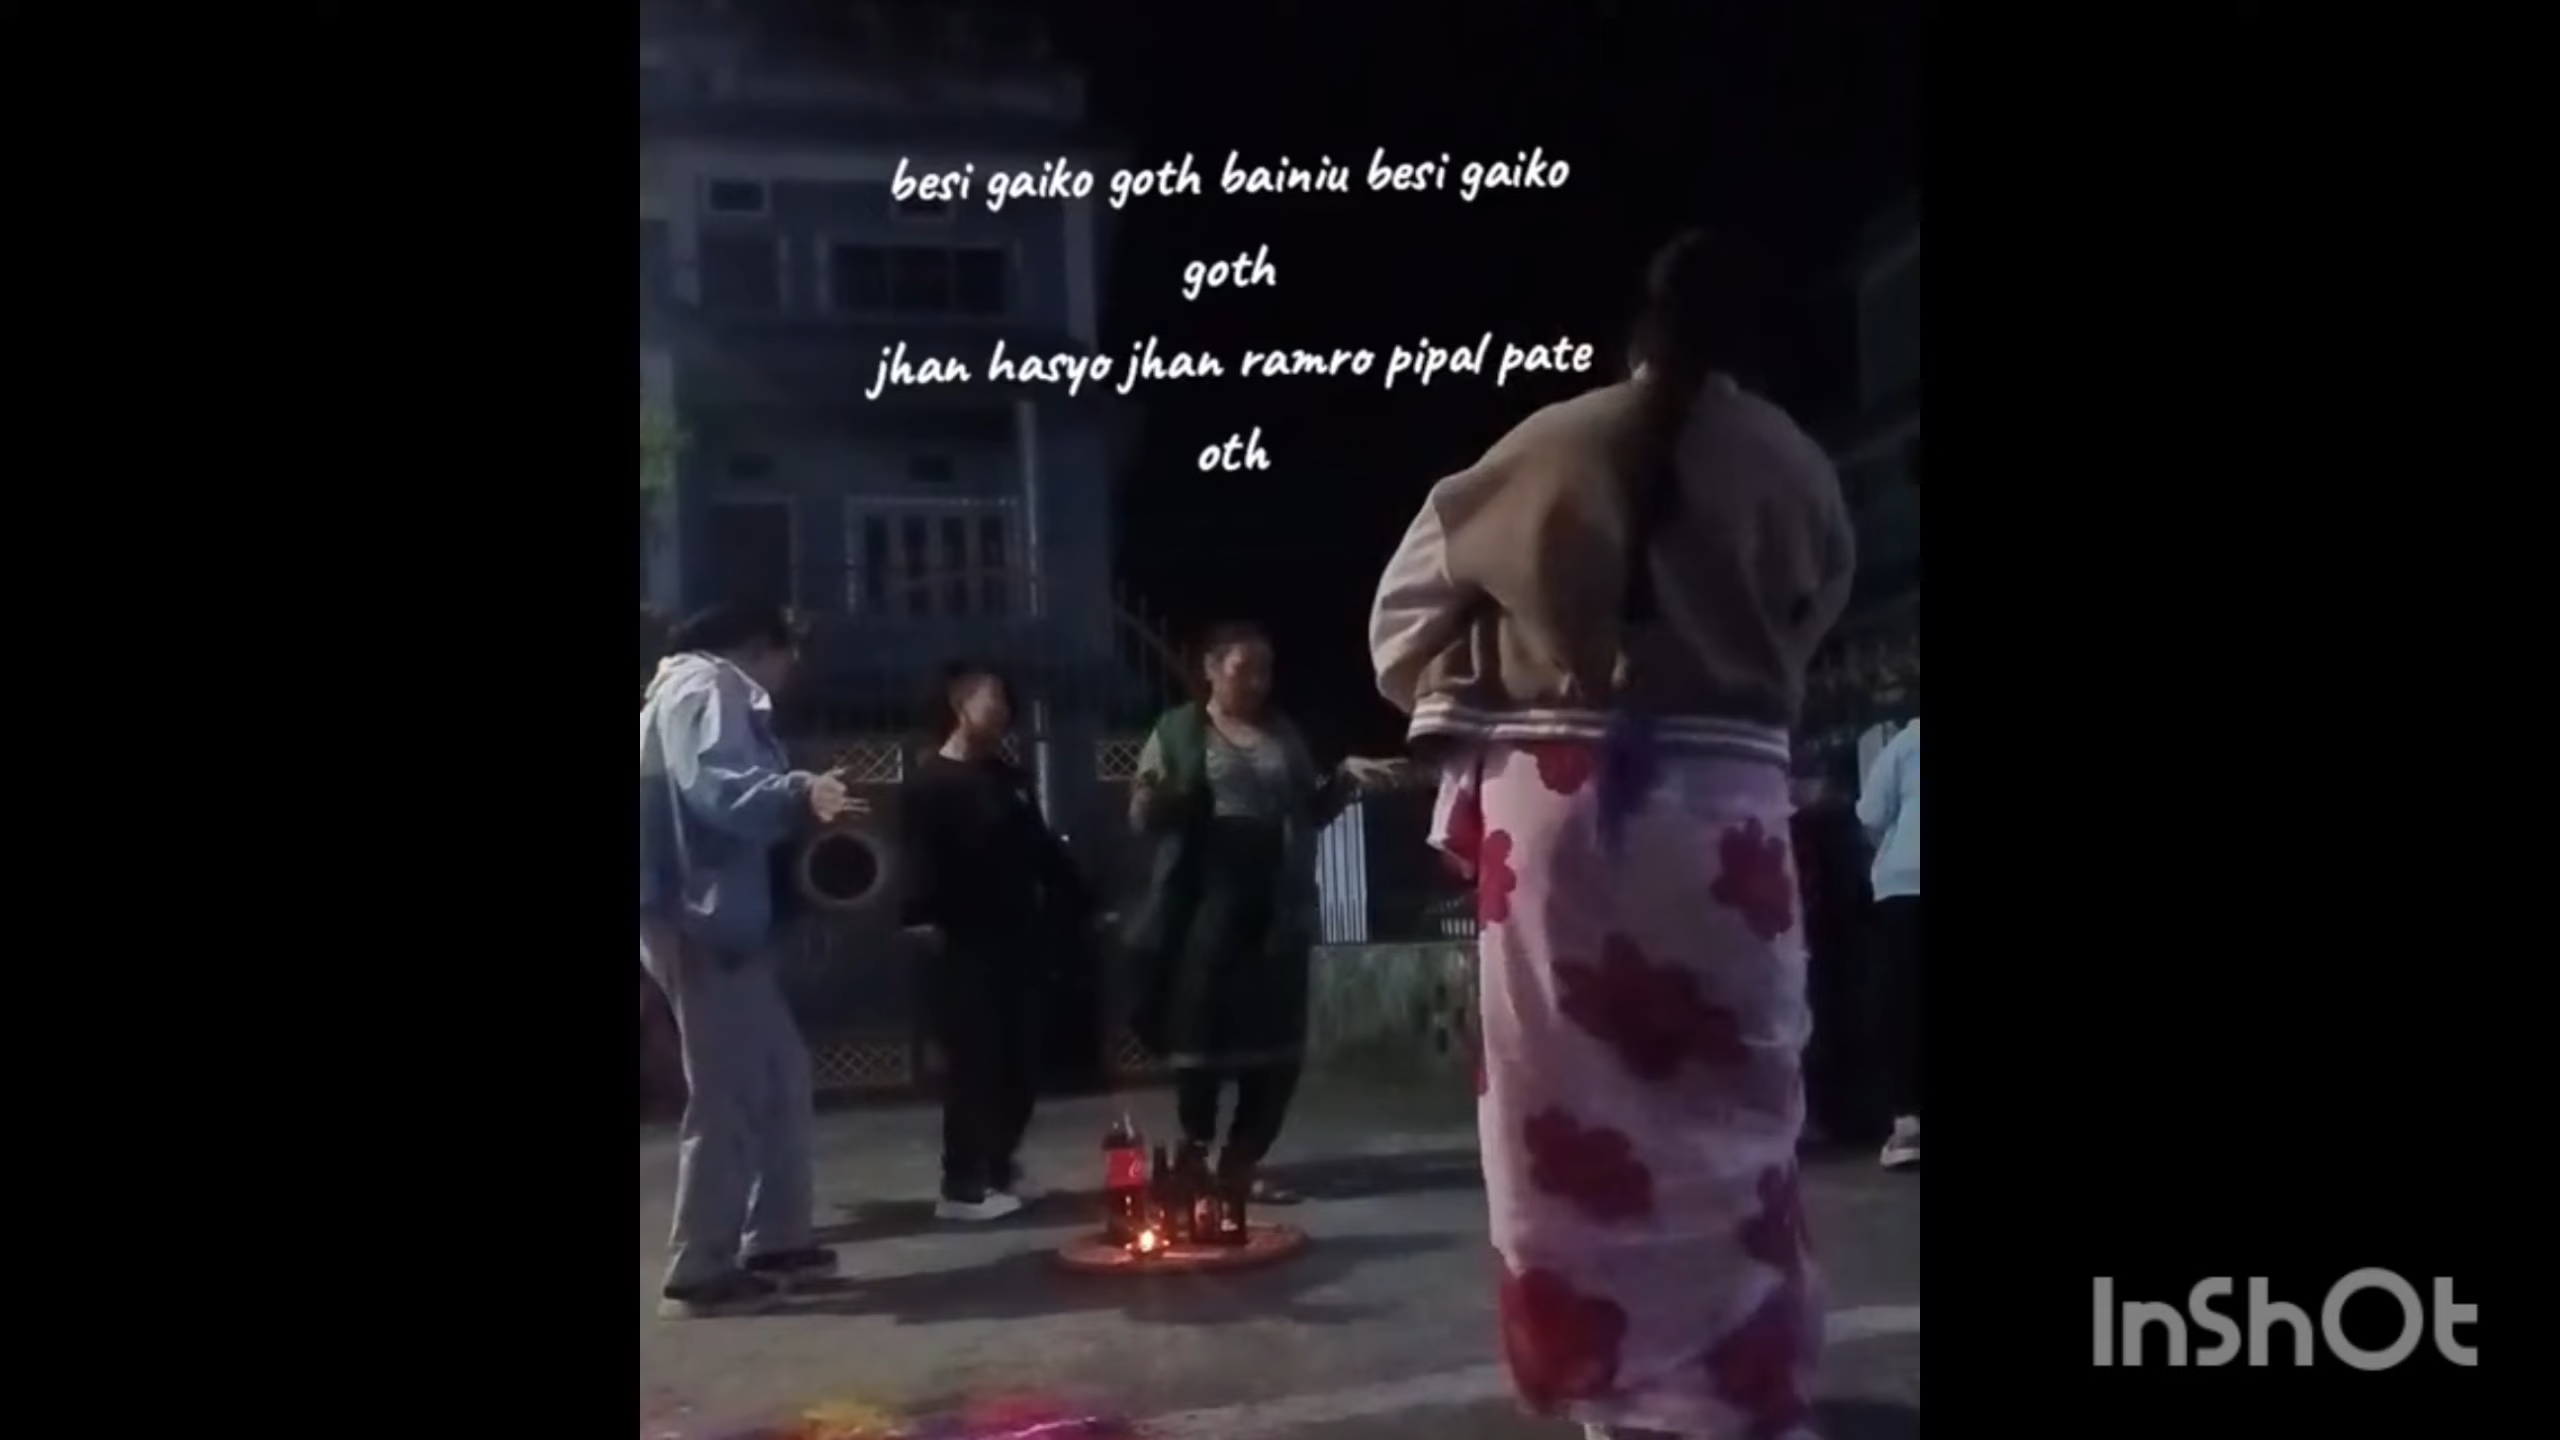 besi gaiko goth bainiu besi gaiko
goth
jhan hasyo jhan ramro pipal pate
oth
InShOt